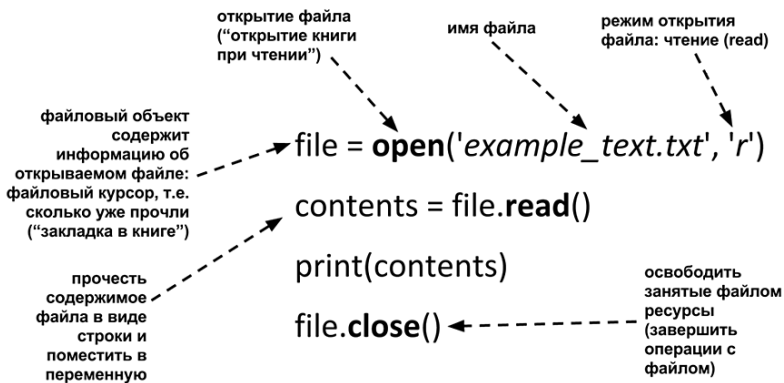 открытие файла
(“открытие книги
при чтении”)
имя файла
режим открытия
файла: чтение (read)
файловый объект
содержит
информацию об
открываемом файле:
файловый курсор, т.е.
сколько уже прочли
(“закладка в книге”)
file = open('example_text.txt', 'r')
contents = file.read()
print(contents)
file.close()
прочесть
содержимое
файла в виде
строки и
поместить в
переменную
освободить
занятые файлом
ресурсы
(завершить
операции с
файлом)